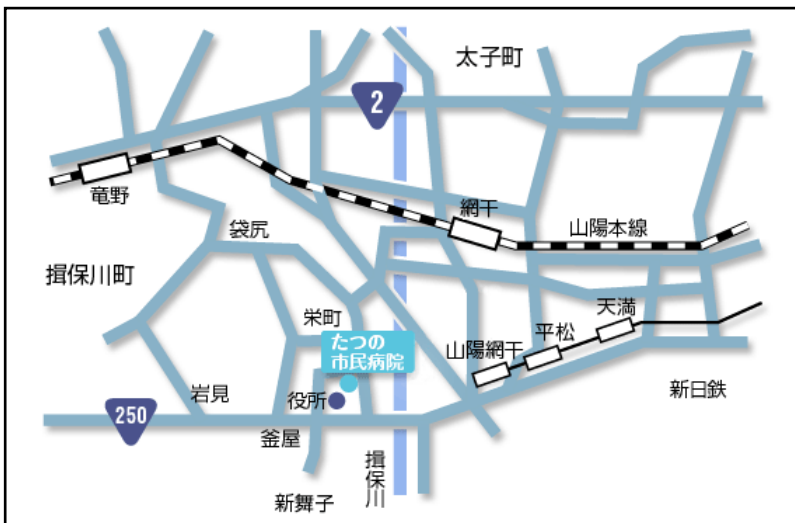 太子町
2
竜野
網干
山陽本線
袋尻
揖保川町
天満
栄町
平松
たつの
市民病院
山陽網干
岩見
役所
新日鉄
250
釜屋
揖保川
新舞子